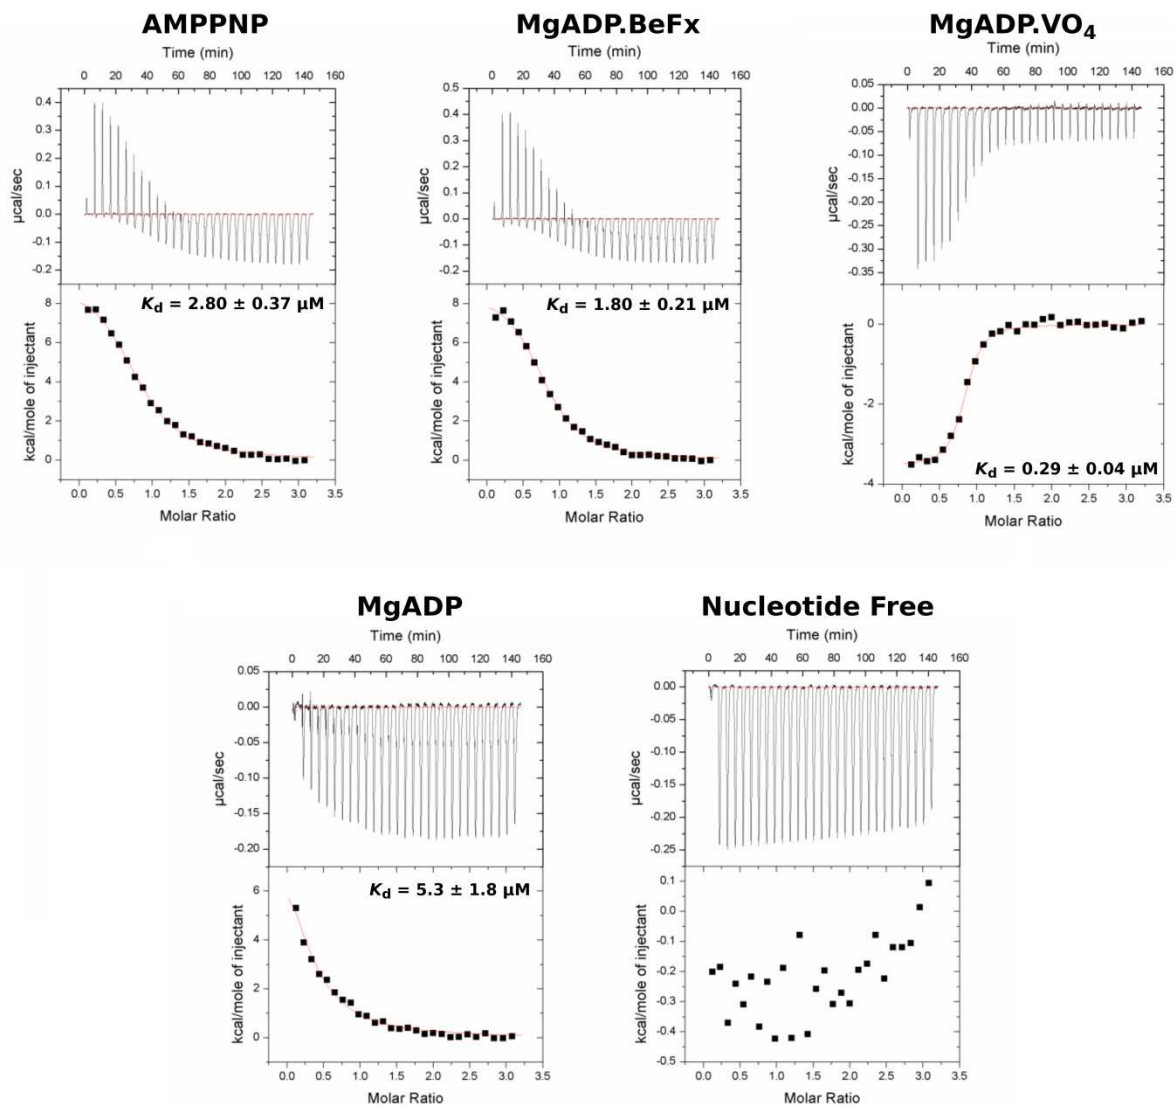 AMPPNP
Time (min)
0 20 40 60 80 100 120 140 160
0.4
0.3
0.2
0.1
0.0
-0.1
-0.2
µcal/sec
Kd = 2.80 ± 0.37 µM
8
6
4
2
0
kcal/mole of injectant
0.0 0.5 1.0 1.5 2.0 2.5 3.0 3.5
Molar Ratio
MgADP.BeFx
Time (min)
0 20 40 60 80 100 120 140 160
0.5
0.4
0.3
0.2
0.1
0.0
-0.1
-0.2
µcal/sec
Kd = 1.80 ± 0.21 µM
8
6
4
2
0
kcal/mole of injectant
0.0 0.5 1.0 1.5 2.0 2.5 3.0 3.5
Molar Ratio
MgADP.VO4
Time (min)
0 20 40 60 80 100 120 140 160
0.05
0.00
-0.05
-0.10
-0.15
-0.20
-0.25
-0.30
-0.35
µcal/sec
0
-2
-4
kcal/mole of injectant
Kd = 0.29 ± 0.04 µM
0.0 0.5 1.0 1.5 2.0 2.5 3.0 3.5
Molar Ratio
MgADP
Time (min)
0 20 40 60 80 100 120 140 160
0.05
0.00
-0.05
-0.10
-0.15
-0.20
µcal/sec
Kd = 5.3 ± 1.8 µM
6
4
2
0
kcal/mole of injectant
0.0 0.5 1.0 1.5 2.0 2.5 3.0 3.5
Molar Ratio
Nucleotide Free
Time (min)
0 20 40 60 80 100 120 140 160
0.00
-0.05
-0.10
-0.15
-0.20
-0.25
µcal/sec
0.1
0.0
-0.1
-0.2
-0.3
-0.4
-0.5
kcal/mole of injectant
0.0 0.5 1.0 1.5 2.0 2.5 3.0 3.5
Molar Ratio